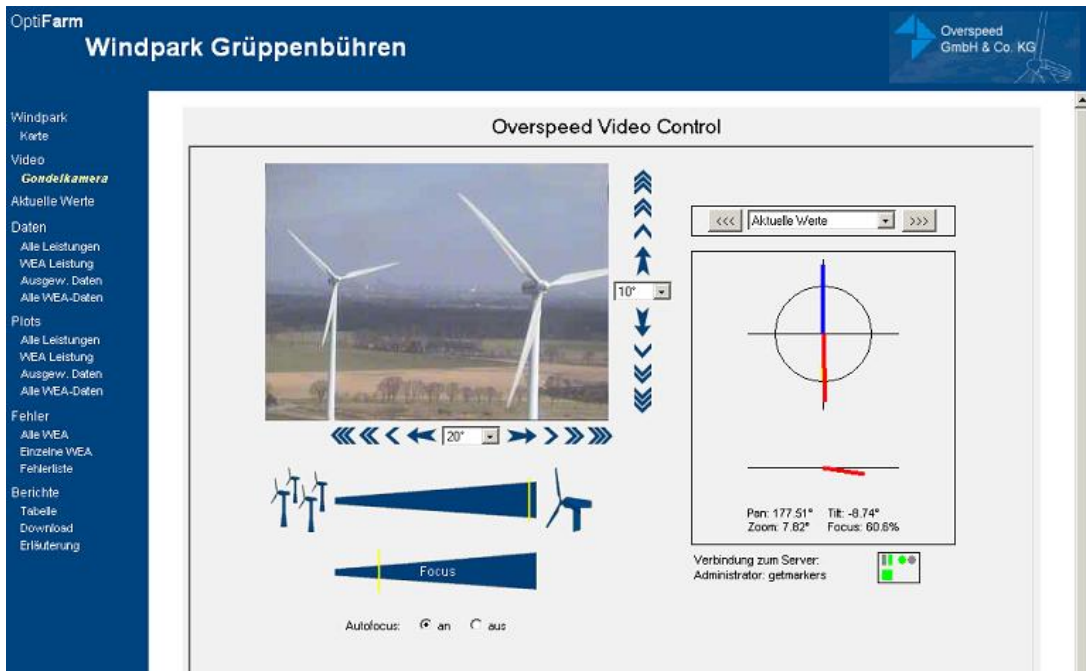 OptiFarm
Windpark Grüppenbühren
Overspeed
GmbH & Co. KG
Windpark
Karte
Video
Gondelkamera
Aktuelle Werte
Daten
Alle Leistungen
WEA Leistung
Ausgew. Daten
Alle WEA-Daten
Plots
Alle Leistungen
WEA Leistung
Ausgew. Daten
Alle WEA-Daten
Fehler
Alle WEA
Einzelne WEA
Fehlerliste
Berichte
Tabelle
Download
Erläuterung
Overspeed Video Control
10°
20°
Focus
Autofocus: an aus
<<< Aktuelle Werte >>>
Pan: 177.51° Tilt: -8.74°
Zoom: 7.82° Focus: 60.6%
Verbindung zum Server:
Administrator: getmarkers